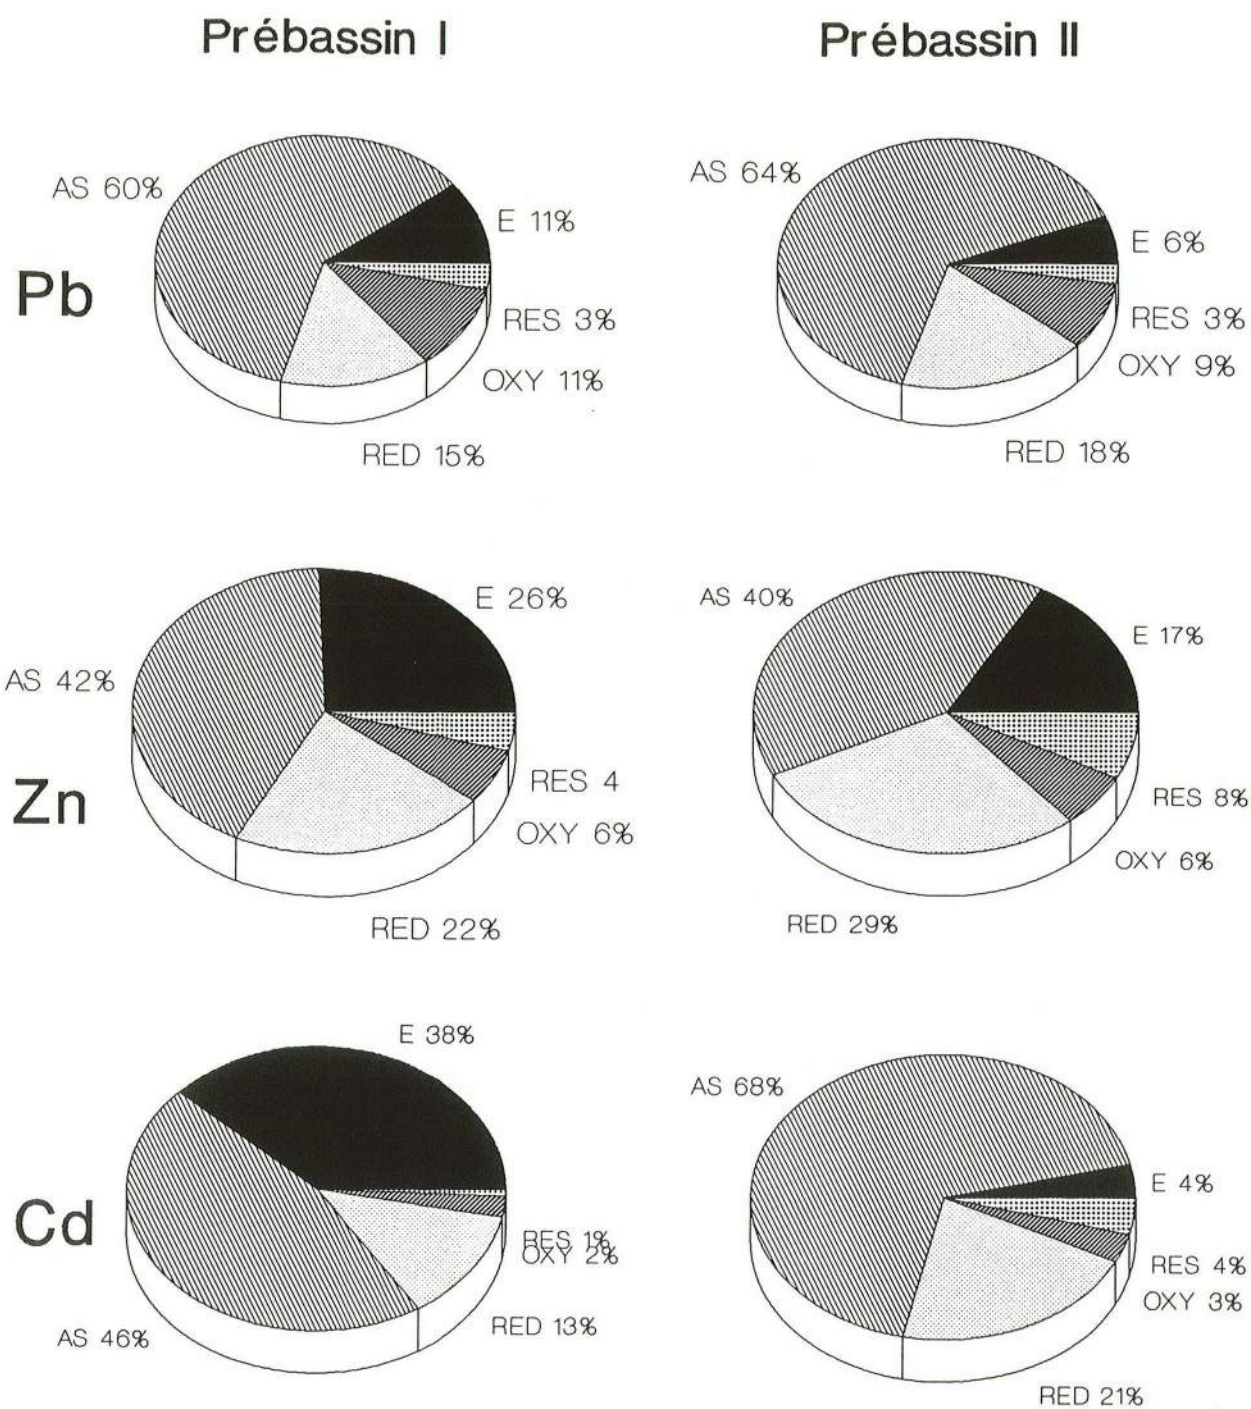 Prébassin I
Prébassin II
Pb
AS 60%
E 11%
RES 3%
OXY 11%
RED 15%
AS 64%
E 6%
RES 3%
OXY 9%
RED 18%
Zn
E 26%
AS 42%
RES 4
OXY 6%
RED 22%
AS 40%
E 17%
RES 8%
OXY 6%
RED 29%
Cd
E 38%
RES 1%
OXY 2%
RED 13%
AS 46%
AS 68%
E 4%
RES 4%
OXY 3%
RED 21%